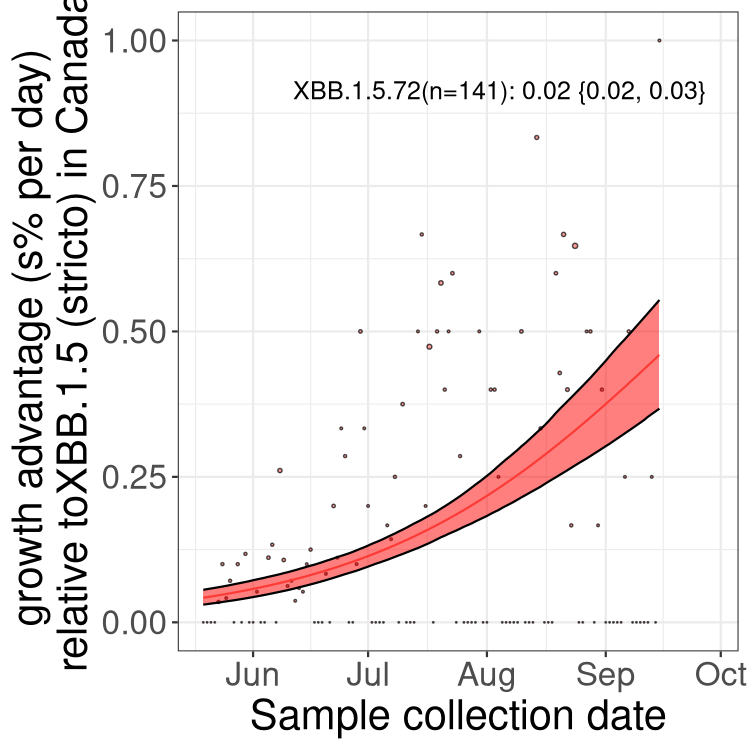 growth advantage (s% per day)
relative toXBB.1.5 (stricto) in Canada
1.00
XBB.1.5.72(n=141): 0.02 {0.02, 0.03}
0.75
0.50
0.25
0.00
Jun Jul Aug Sep Oct
Sample collection date